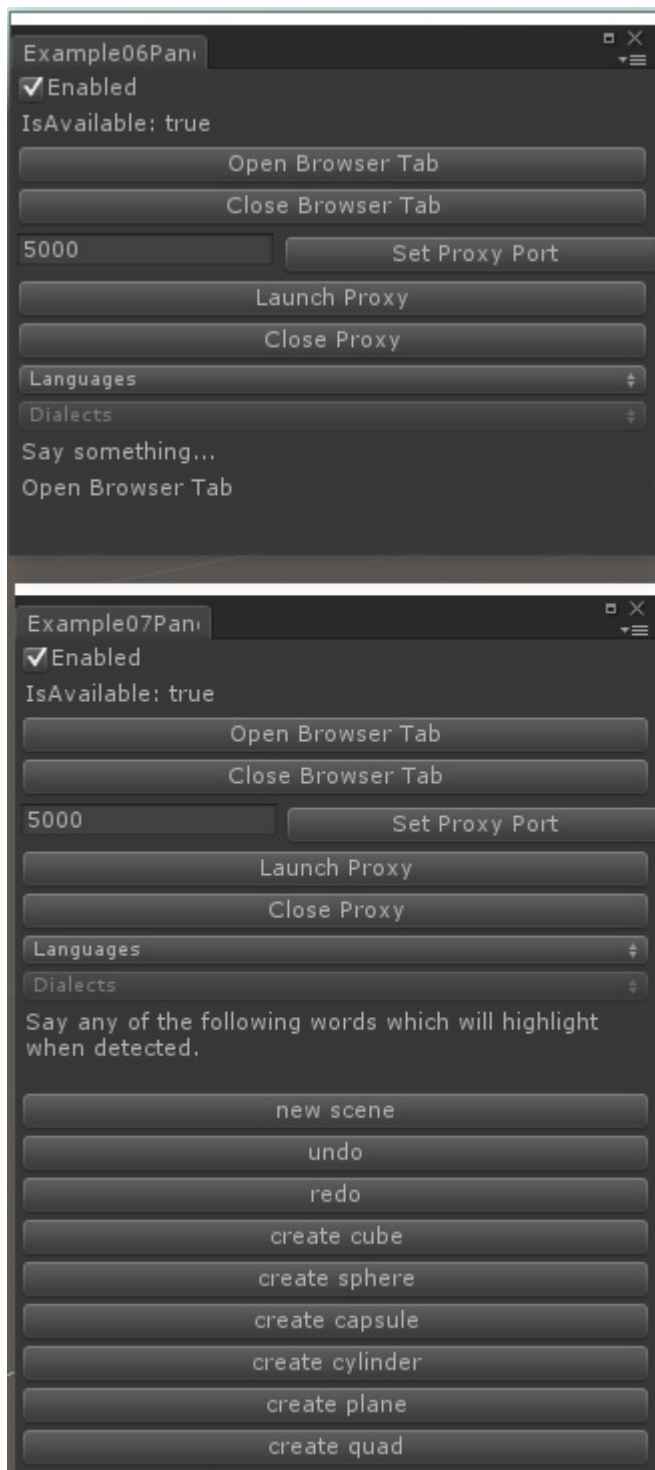 Example06Pan
Enabled
IsAvailable: true
Open Browser Tab
Close Browser Tab
5000 Set Proxy Port
Launch Proxy
Close Proxy
Languages
Dialects
Say something...
Open Browser Tab
Example07Pan
Enabled
IsAvailable: true
Open Browser Tab
Close Browser Tab
5000 Set Proxy Port
Launch Proxy
Close Proxy
Languages
Dialects
Say any of the following words which will highlight
when detected.
new scene
undo
redo
create cube
create sphere
create capsule
create cylinder
create plane
create quad